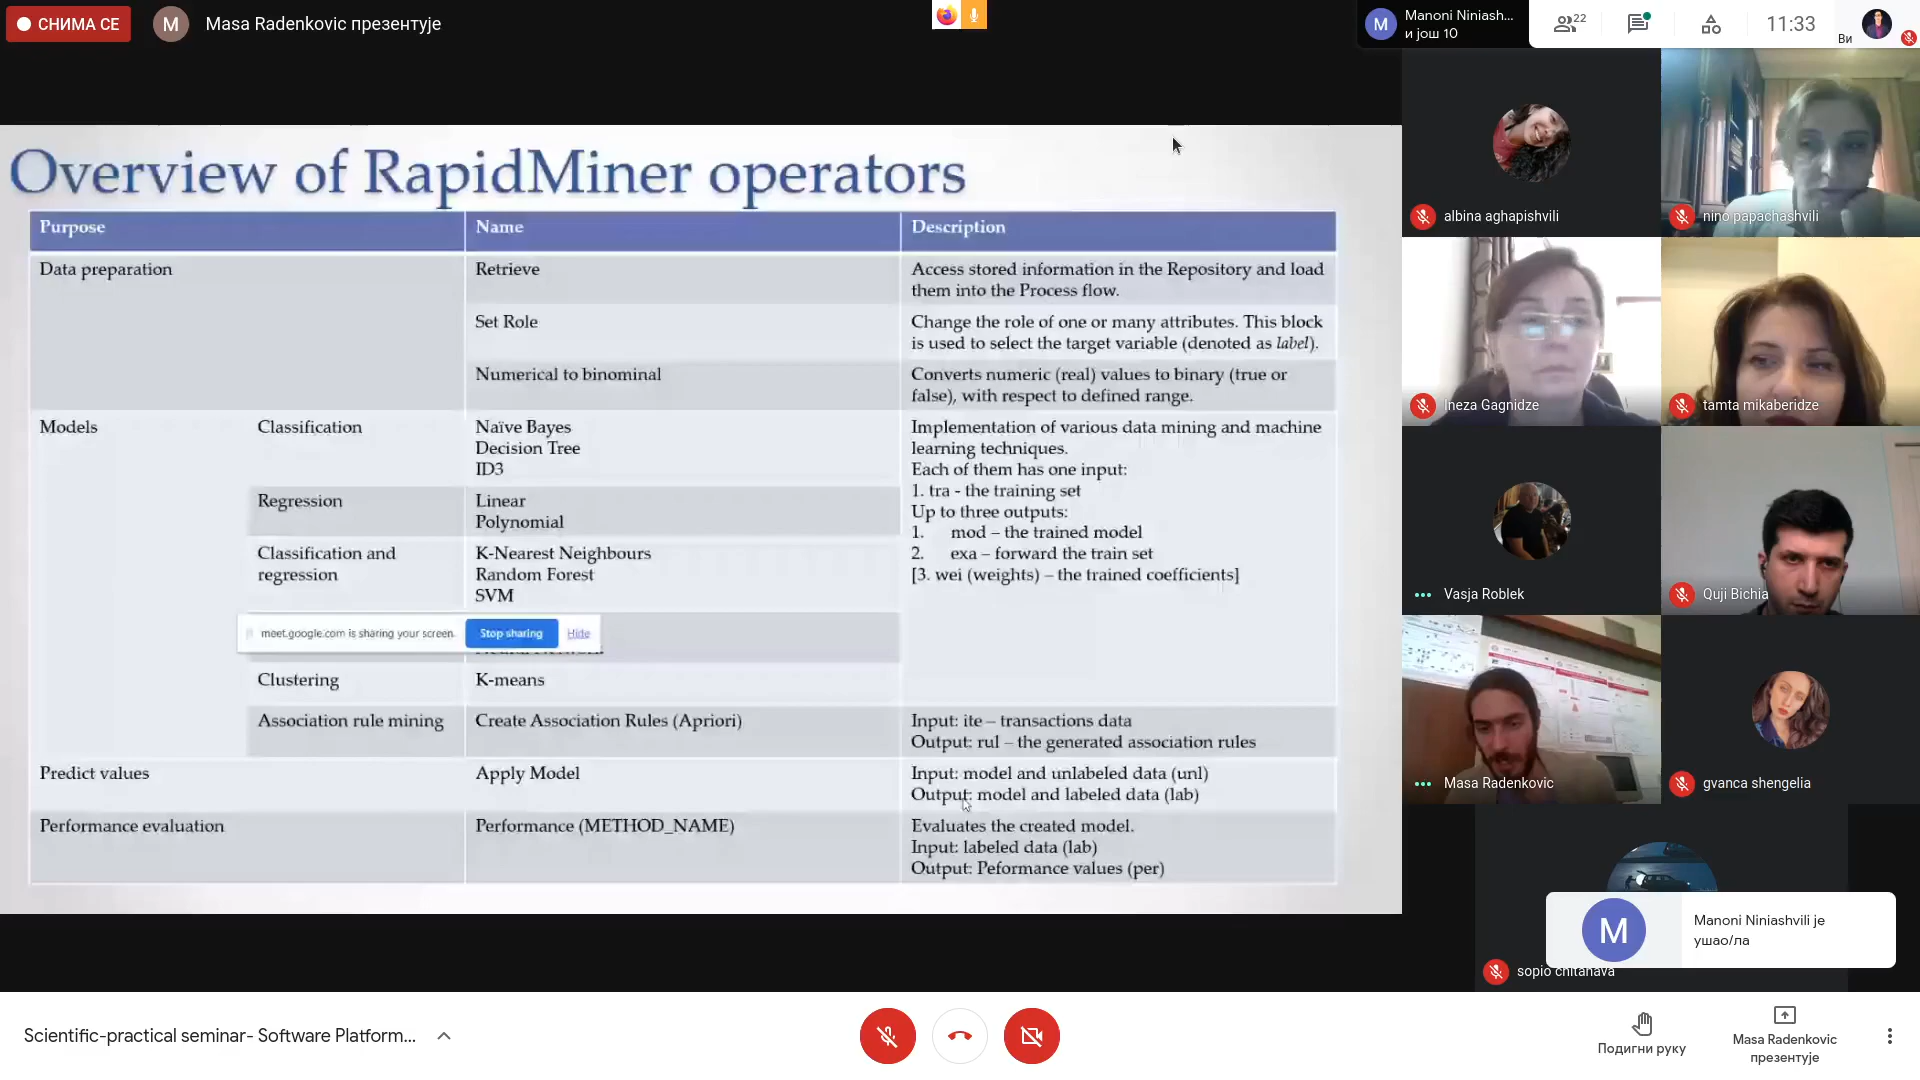 СНИМА СЕ
M
Masa Radenkovic презентује
M
Manoni Niniash...
и још 10
22
11:33
Ви
Overview of RapidMiner operators
Purpose
Name
Description
Data preparation
Retrieve
Access stored information in the Repository and load
them into the Process flow.
Set Role
Change the role of one or many attributes. This block
is used to select the target variable (denoted as label).
Numerical to binominal
Converts numeric (real) values to binary (true or
false), with respect to defined range.
Models
Classification
Naïve Bayes
Decision Tree
ID3
Implementation of various data mining and machine
learning techniques.
Each of them has one input:
1. tra - the training set
Up to three outputs:
1. mod – the trained model
2. exa – forward the train set
[3. wei (weights) – the trained coefficients]
Regression
Linear
Polynomial
Classification and
regression
K-Nearest Neighbours
Random Forest
SVM
meet.google.com is sharing your screen.
Stop sharing
Hide
Clustering
K-means
Association rule mining
Create Association Rules (Apriori)
Input: ite – transactions data
Output: rul – the generated association rules
Predict values
Apply Model
Input: model and unlabeled data (unl)
Output: model and labeled data (lab)
Performance evaluation
Performance (METHOD_NAME)
Evaluates the created model.
Input: labeled data (lab)
Output: Peformance values (per)
albina aghapishvili
nino papachashvili
Ineza Gagnidze
tamta mikaberidze
Vasja Roblek
Quji Bichia
Masa Radenkovic
gvanca shengelia
sopio chitanava
M
Manoni Niniashvili је
ушао/ла
Scientific-practical seminar- Software Platform...
Подигни руку
Masa Radenkovic
презентује